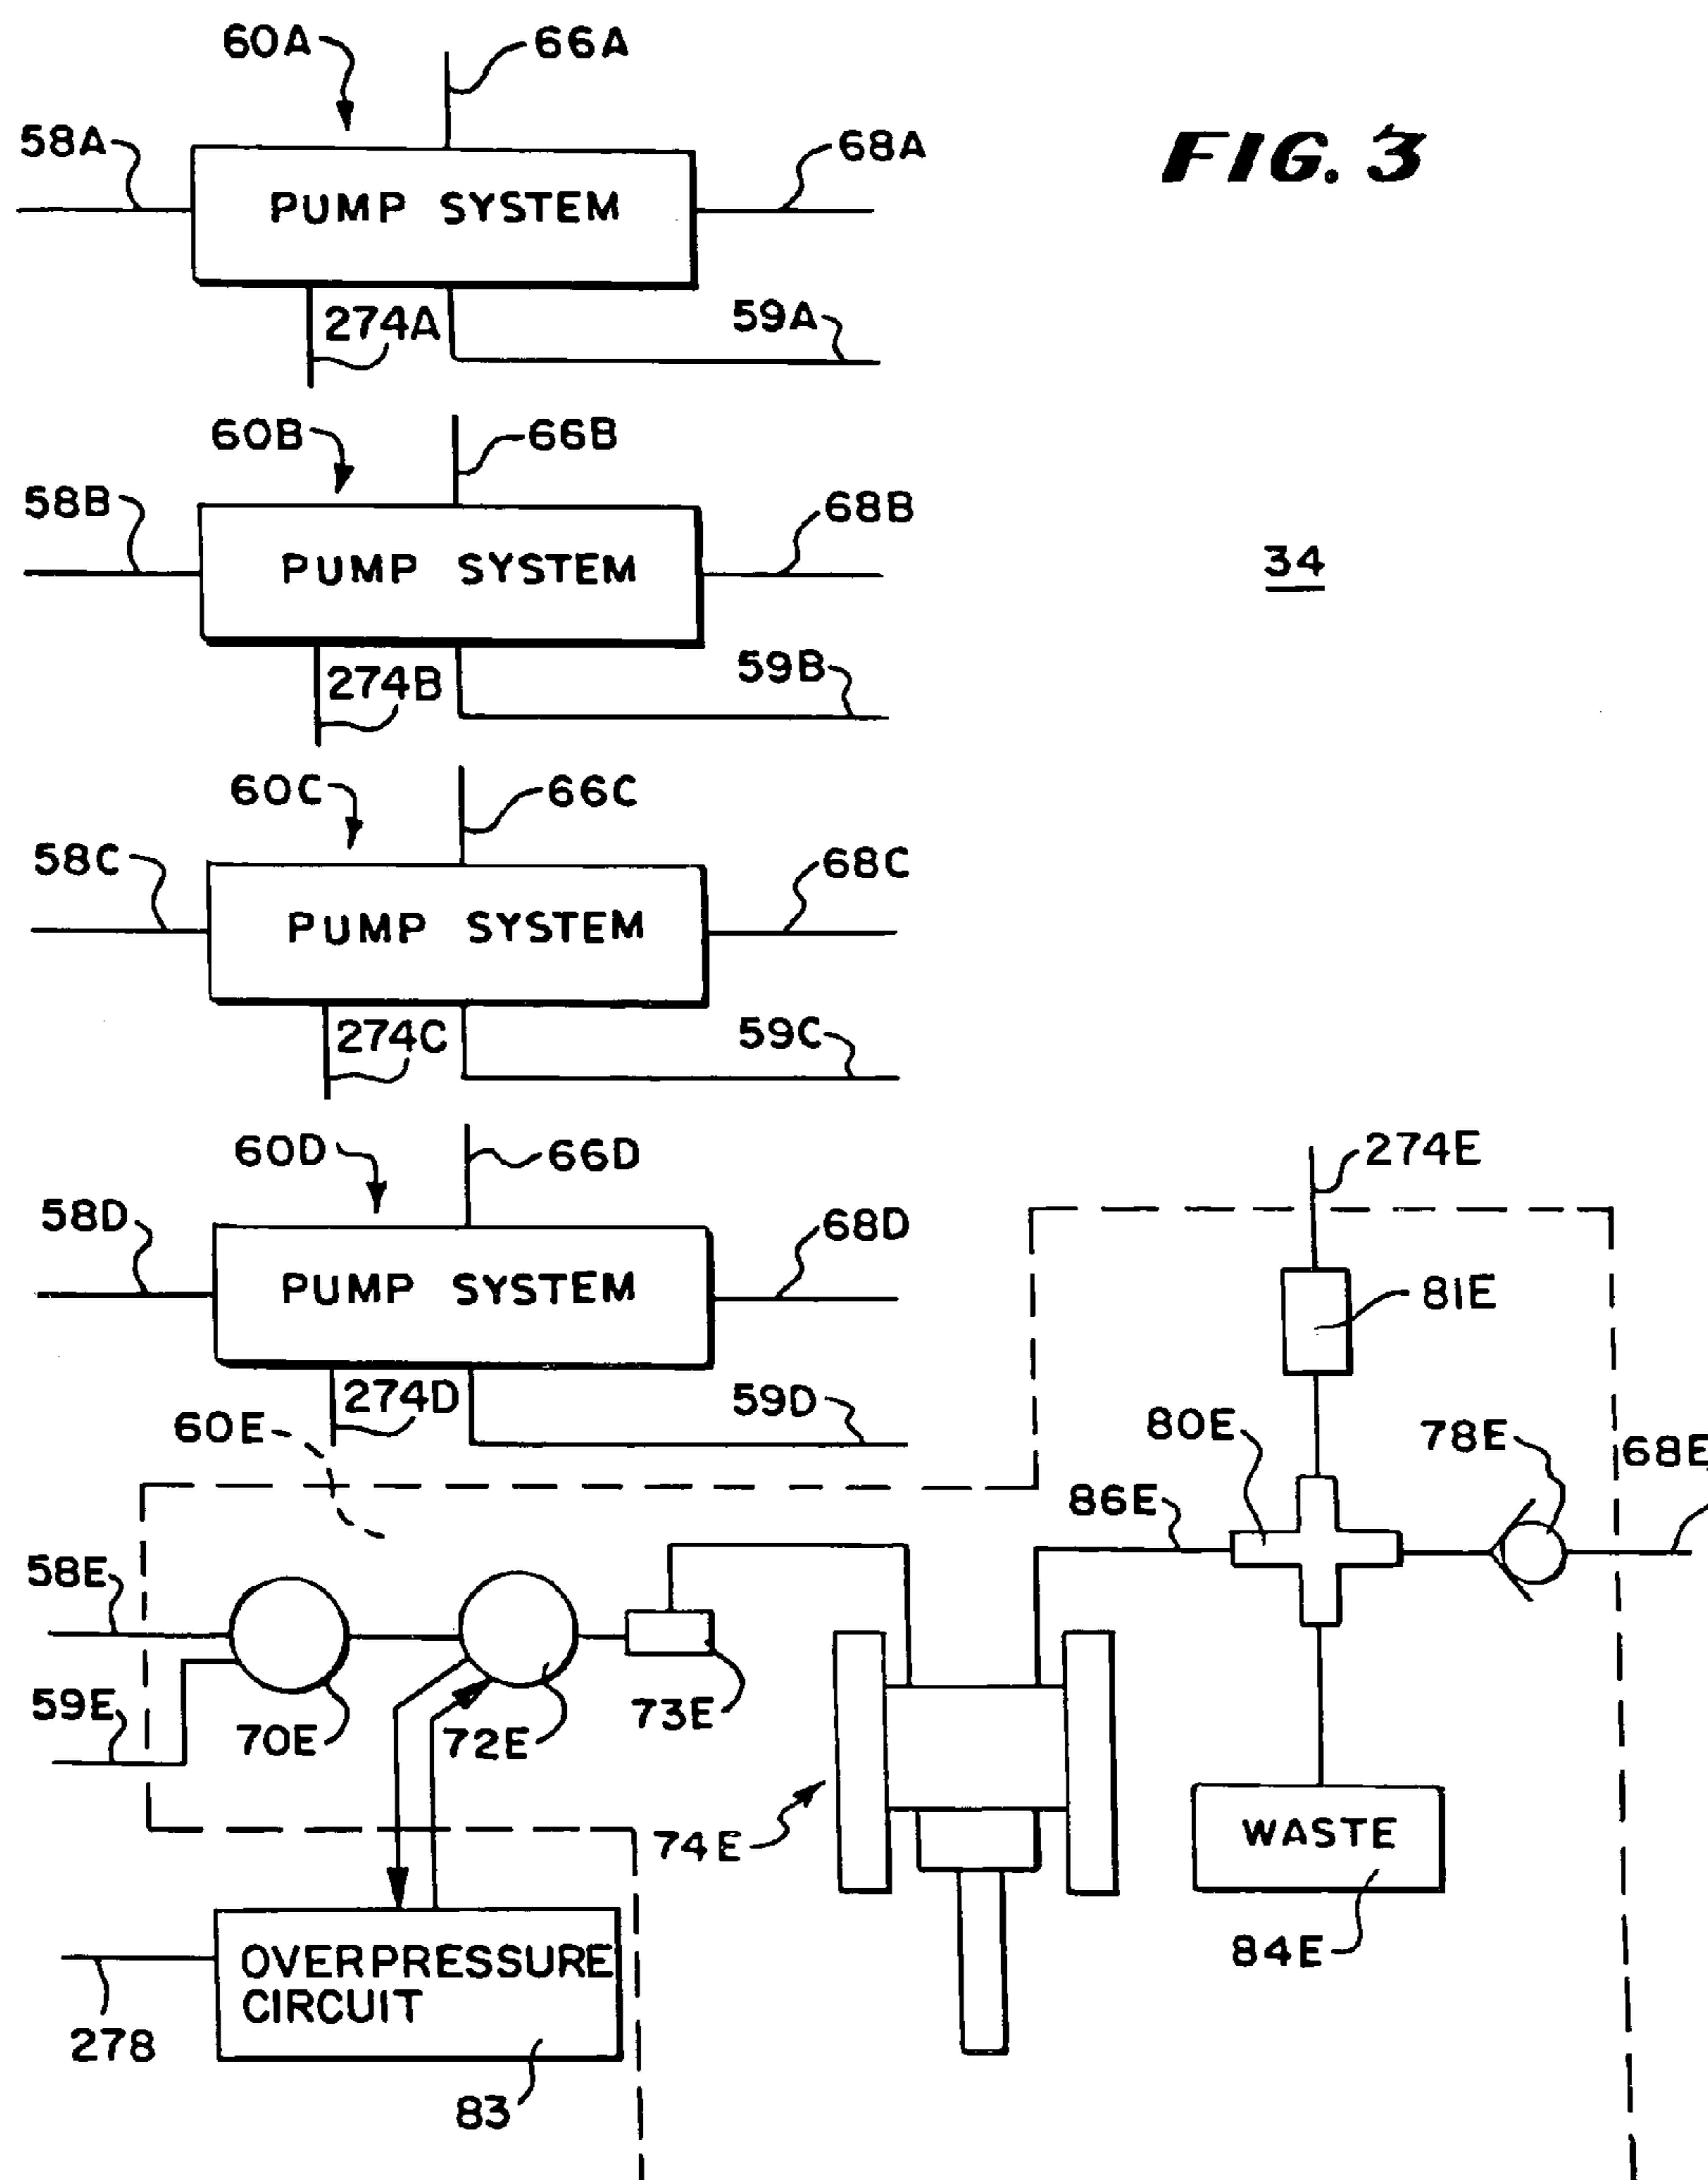 60A
66A
FIG. 3
58A
68A
PUMP SYSTEM
274A
59A
60B
66B
58B
68B
34
PUMP SYSTEM
59B
274B
60C
66C
58C
68C
PUMP SYSTEM
274C
59C
60D
66D
274E
58D
68D
PUMP SYSTEM
81E
274D
59D
60E
80E
78E
68E
86E
58E
59E
70E
72E
73E
74E
WASTE
84E
OVERPRESSURE
CIRCUIT
278
83